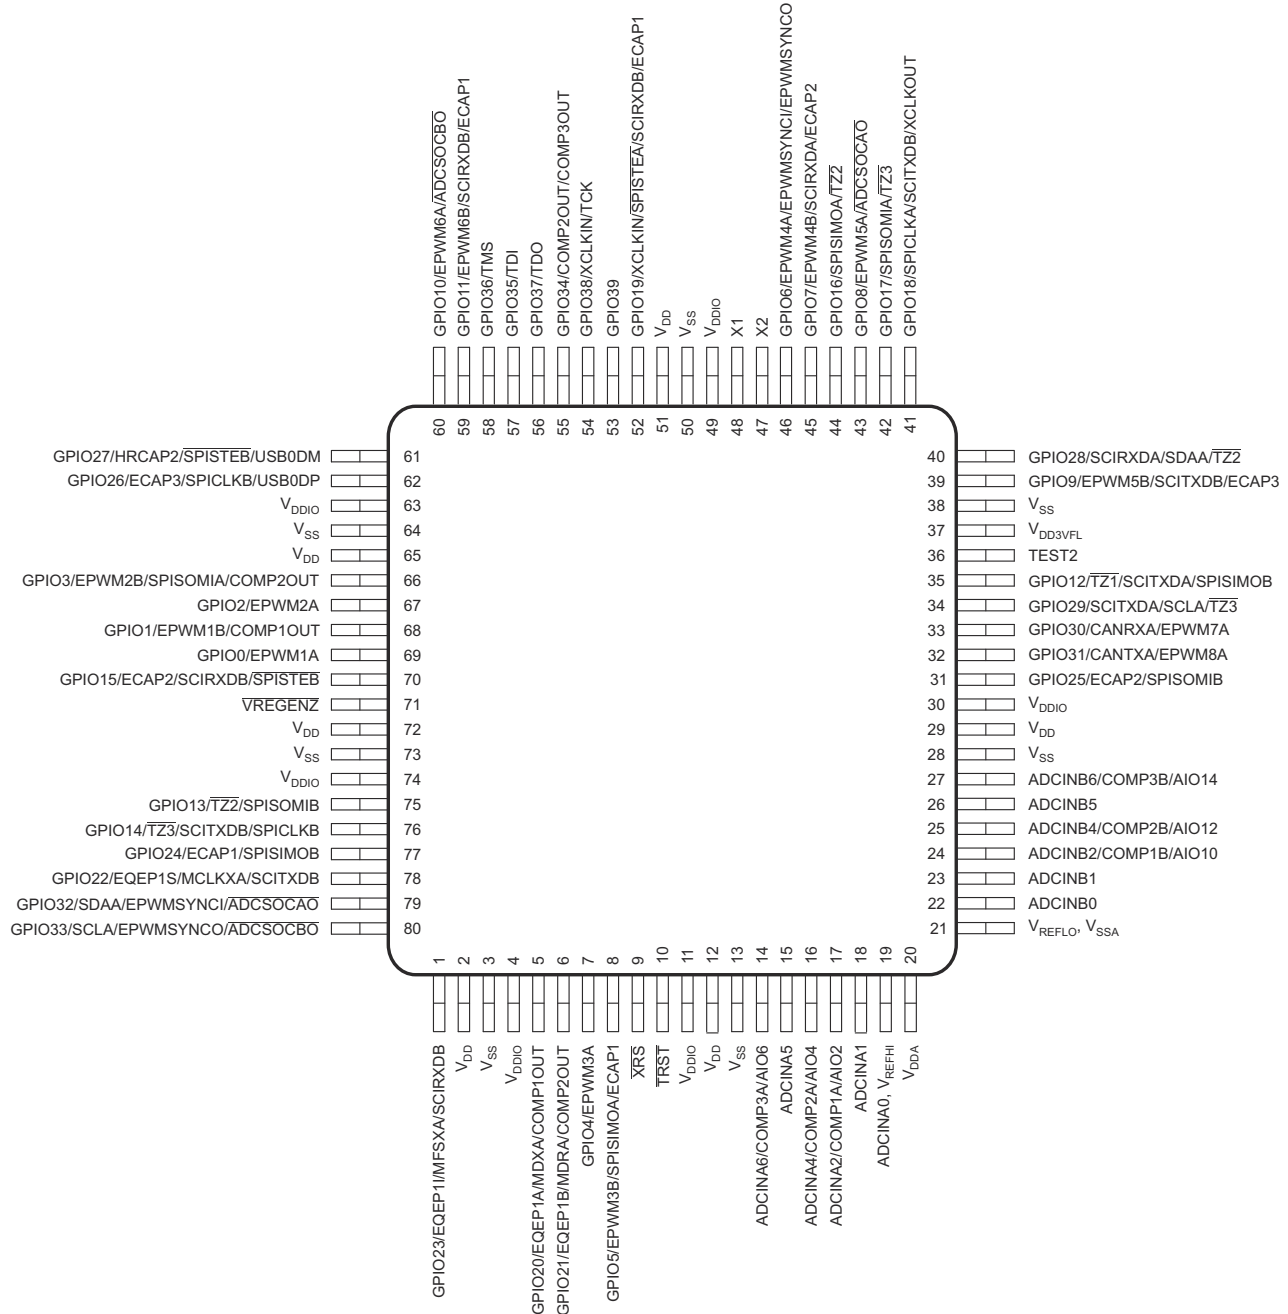 GPIO10/EPWM6A/ADCSOCBO
GPIO11/EPWM6B/SCIRXDB/ECAP1
GPIO36/TMS
GPIO35/TDI
GPIO37/TDO
GPIO34/COMP2OUT/COMP3OUT
GPIO38/XCLKIN/TCK
GPIO39
GPIO19/XCLKIN/SPISTEA/SCIRXDB/ECAP1
VDD
VSS
VDDIO
X1
X2
GPIO6/EPWM4A/EPWMSYNCI/EPWMSYNCO
GPIO7/EPWM4B/SCIRXDA/ECAP2
GPIO16/SPISIMOA/TZ2
GPIO8/EPWM5A/ADCSOCAO
GPIO17/SPISOMIA/TZ3
GPIO18/SPICLKA/SCITXDB/XCLKOUT
60 59 58 57 56 55 54 53 52 51 50 49 48 47 46 45 44 43 42 41
GPIO27/HRCAP2/SPISTEB/USB0DM 61
GPIO26/ECAP3/SPICLKB/USB0DP 62
VDDIO 63
VSS 64
VDD 65
GPIO3/EPWM2B/SPISOMIA/COMP2OUT 66
GPIO2/EPWM2A 67
GPIO1/EPWM1B/COMP1OUT 68
GPIO0/EPWM1A 69
GPIO15/ECAP2/SCIRXDB/SPISTEB 70
VREGENZ 71
VDD 72
VSS 73
VDDIO 74
GPIO13/TZ2/SPISOMIB 75
GPIO14/TZ3/SCITXDB/SPICLKB 76
GPIO24/ECAP1/SPISIMOB 77
GPIO22/EQEP1S/MCLKXA/SCITXDB 78
GPIO32/SDAA/EPWMSYNCI/ADCSOCAO 79
GPIO33/SCLA/EPWMSYNCO/ADCSOCBO 80
40 GPIO28/SCIRXDA/SDAA/TZ2
39 GPIO9/EPWM5B/SCITXDB/ECAP3
38 VSS
37 VDD3VFL
36 TEST2
35 GPIO12/TZ1/SCITXDA/SPISIMOB
34 GPIO29/SCITXDA/SCLA/TZ3
33 GPIO30/CANRXA/EPWM7A
32 GPIO31/CANTXA/EPWM8A
31 GPIO25/ECAP2/SPISOMIB
30 VDDIO
29 VDD
28 VSS
27 ADCINB6/COMP3B/AIO14
26 ADCINB5
25 ADCINB4/COMP2B/AIO12
24 ADCINB2/COMP1B/AIO10
23 ADCINB1
22 ADCINB0
21 VREFLO, VSSA
1 2 3 4 5 6 7 8 9 10 11 12 13 14 15 16 17 18 19 20
GPIO23/EQEP1I/MFSXA/SCIRXDB
VDD
VSS
VDDIO
GPIO20/EQEP1A/MDXA/COMP1OUT
GPIO21/EQEP1B/MDRA/COMP2OUT
GPIO4/EPWM3A
GPIO5/EPWM3B/SPISIMOA/ECAP1
XRS
TRST
VDDIO
VDD
VSS
ADCINA6/COMP3A/AIO6
ADCINA5
ADCINA4/COMP2A/AIO4
ADCINA2/COMP1A/AIO2
ADCINA1
ADCINA0, VREFHI
VDDA